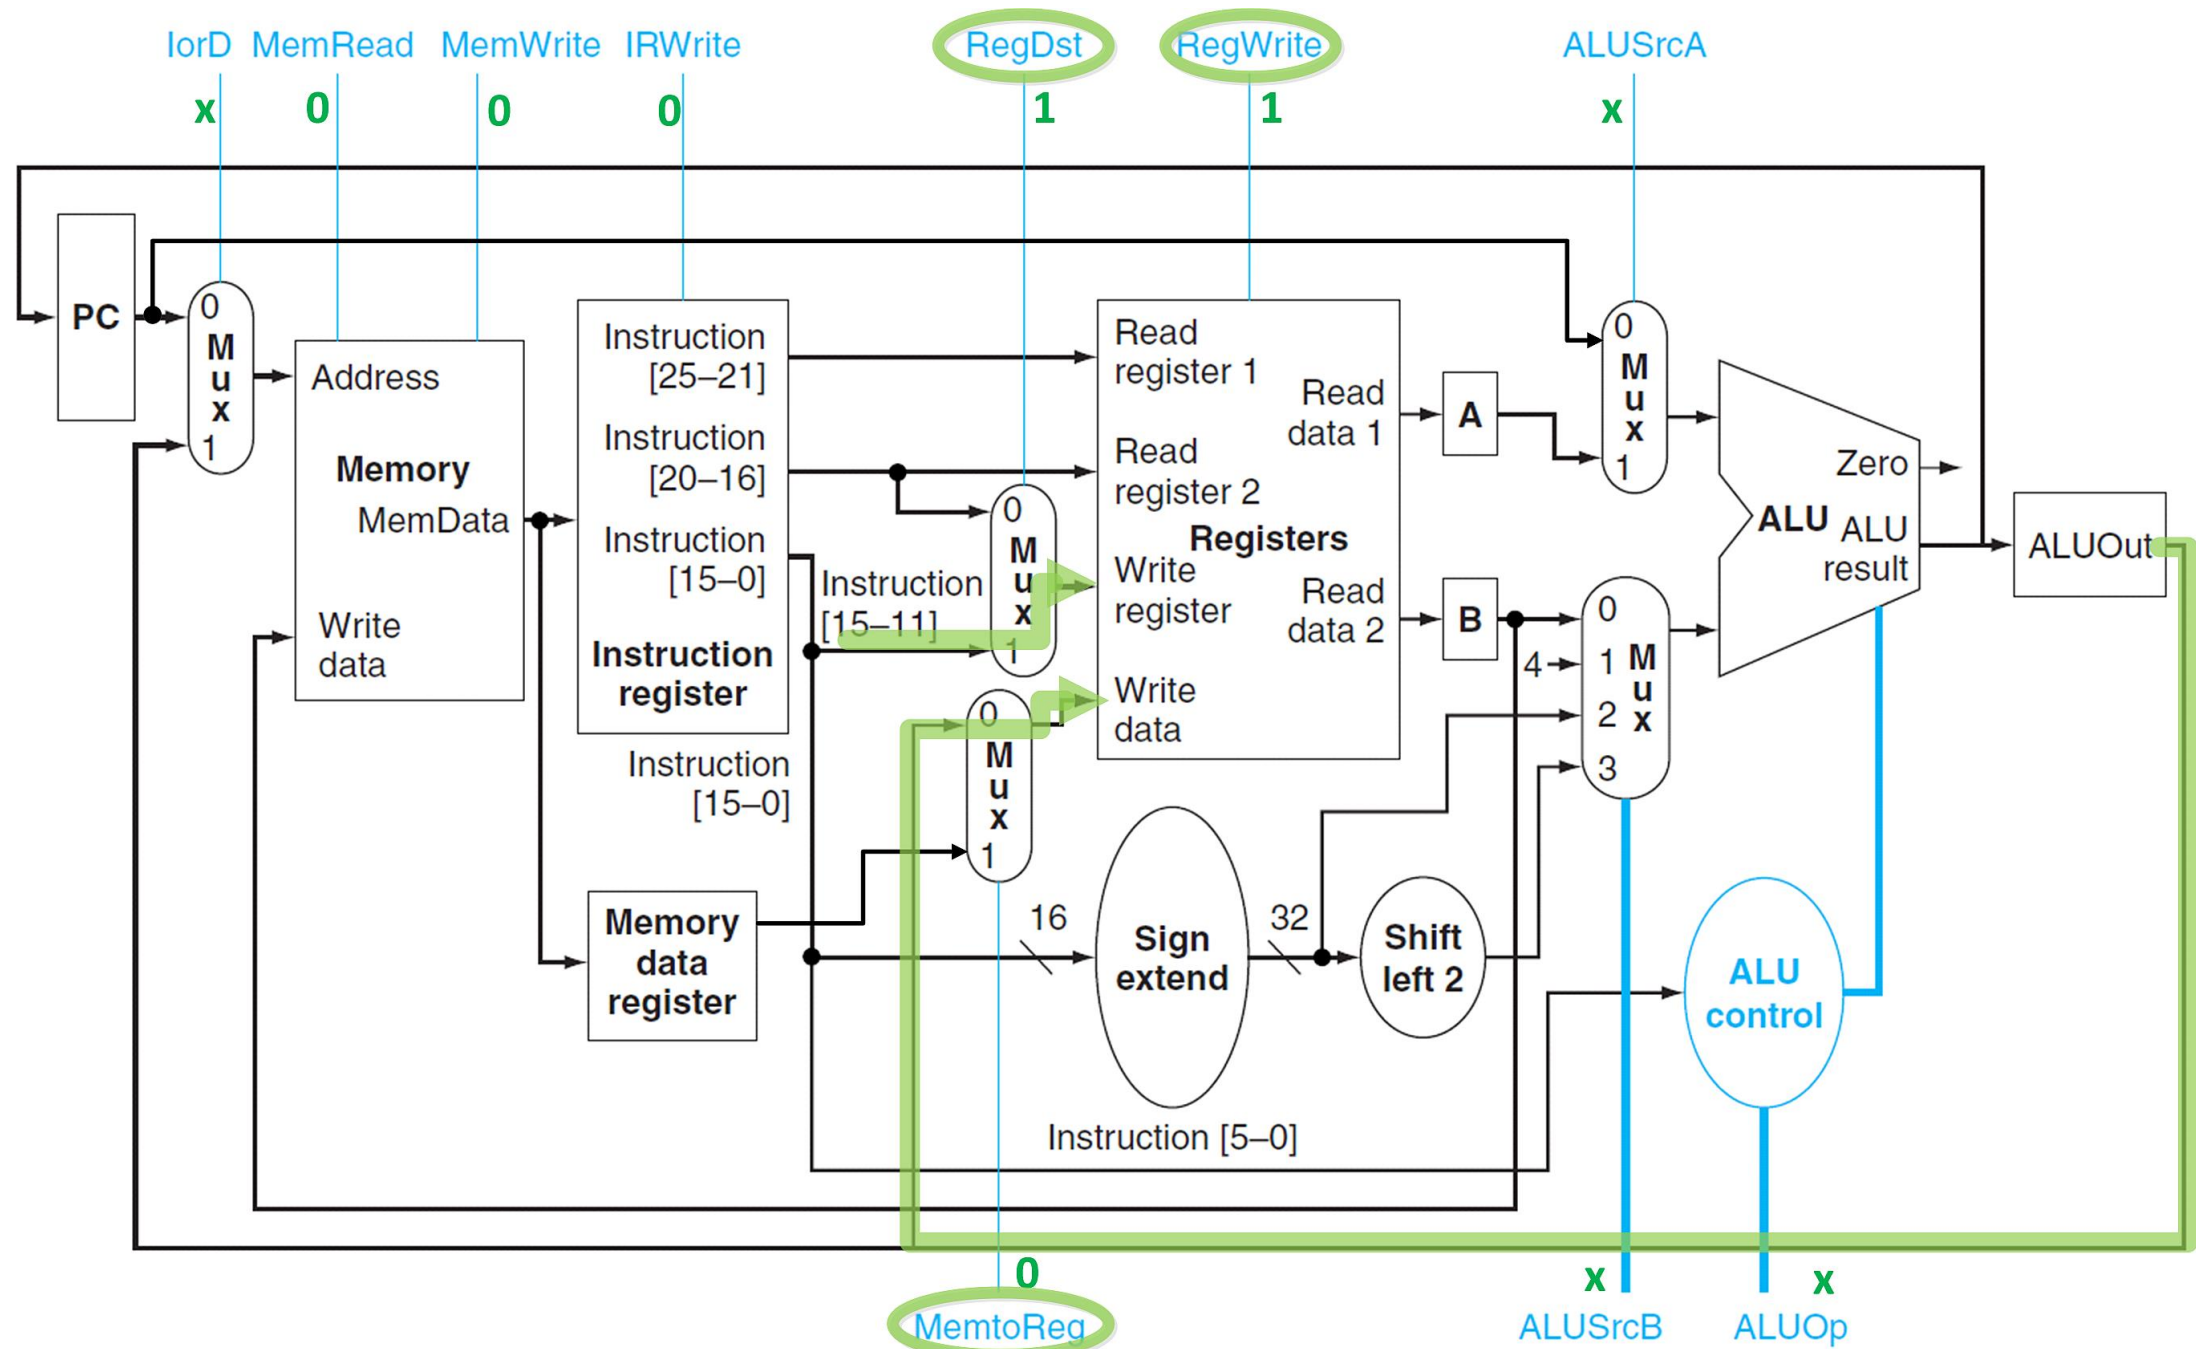 IorD MemRead MemWrite IRWrite RegDst RegWrite ALUSrcA
x 0 0 0 1 1 x
PC
0
M
u
x
1
Address
Memory
MemData
Write
data
Instruction
[25–21]
Instruction
[20–16]
Instruction
[15–0]
Instruction
register
Instruction
[15–11]
0
M
u
x
1
Instruction
[15–0]
Memory
data
register
0
M
u
x
1
Read
register 1
Read
register 2
Registers
Write
register
Write
data
Read
data 1
Read
data 2
A
B
4
0
M
u
x
1
0
1 M
u
2 x
3
Zero
ALU ALU
result
ALUOut
16
Sign
extend
32
Shift
left 2
ALU
control
Instruction [5–0]
0 x x
MemtoReg ALUSrcB ALUOp